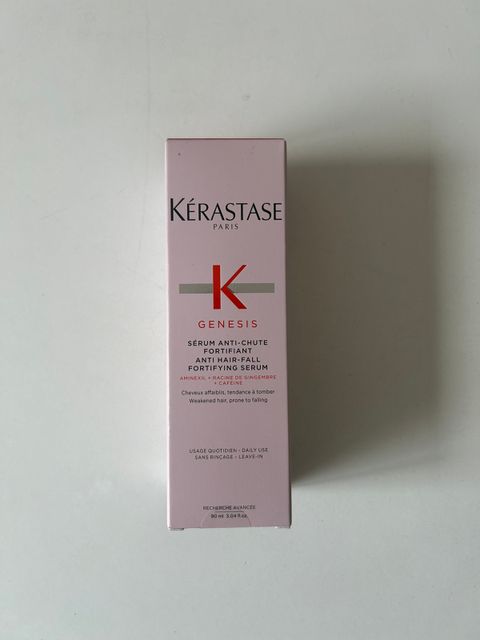 KÉRASTASE
PARIS
K
GENESIS
SÉRUM ANTI-CHUTE
FORTIFIANT
ANTI HAIR-FALL
FORTIFYING SERUM
AMINEXIL + RACINE DE GINGEMBRE
+ CAFÉINE
Cheveux affaiblis, tendance à tomber
Weakened hair, prone to falling
USAGE QUOTIDIEN - DAILY USE
SANS RINÇAGE - LEAVE-IN
RECHERCHE AVANCÉE
90 ml 3.04 fl.oz.